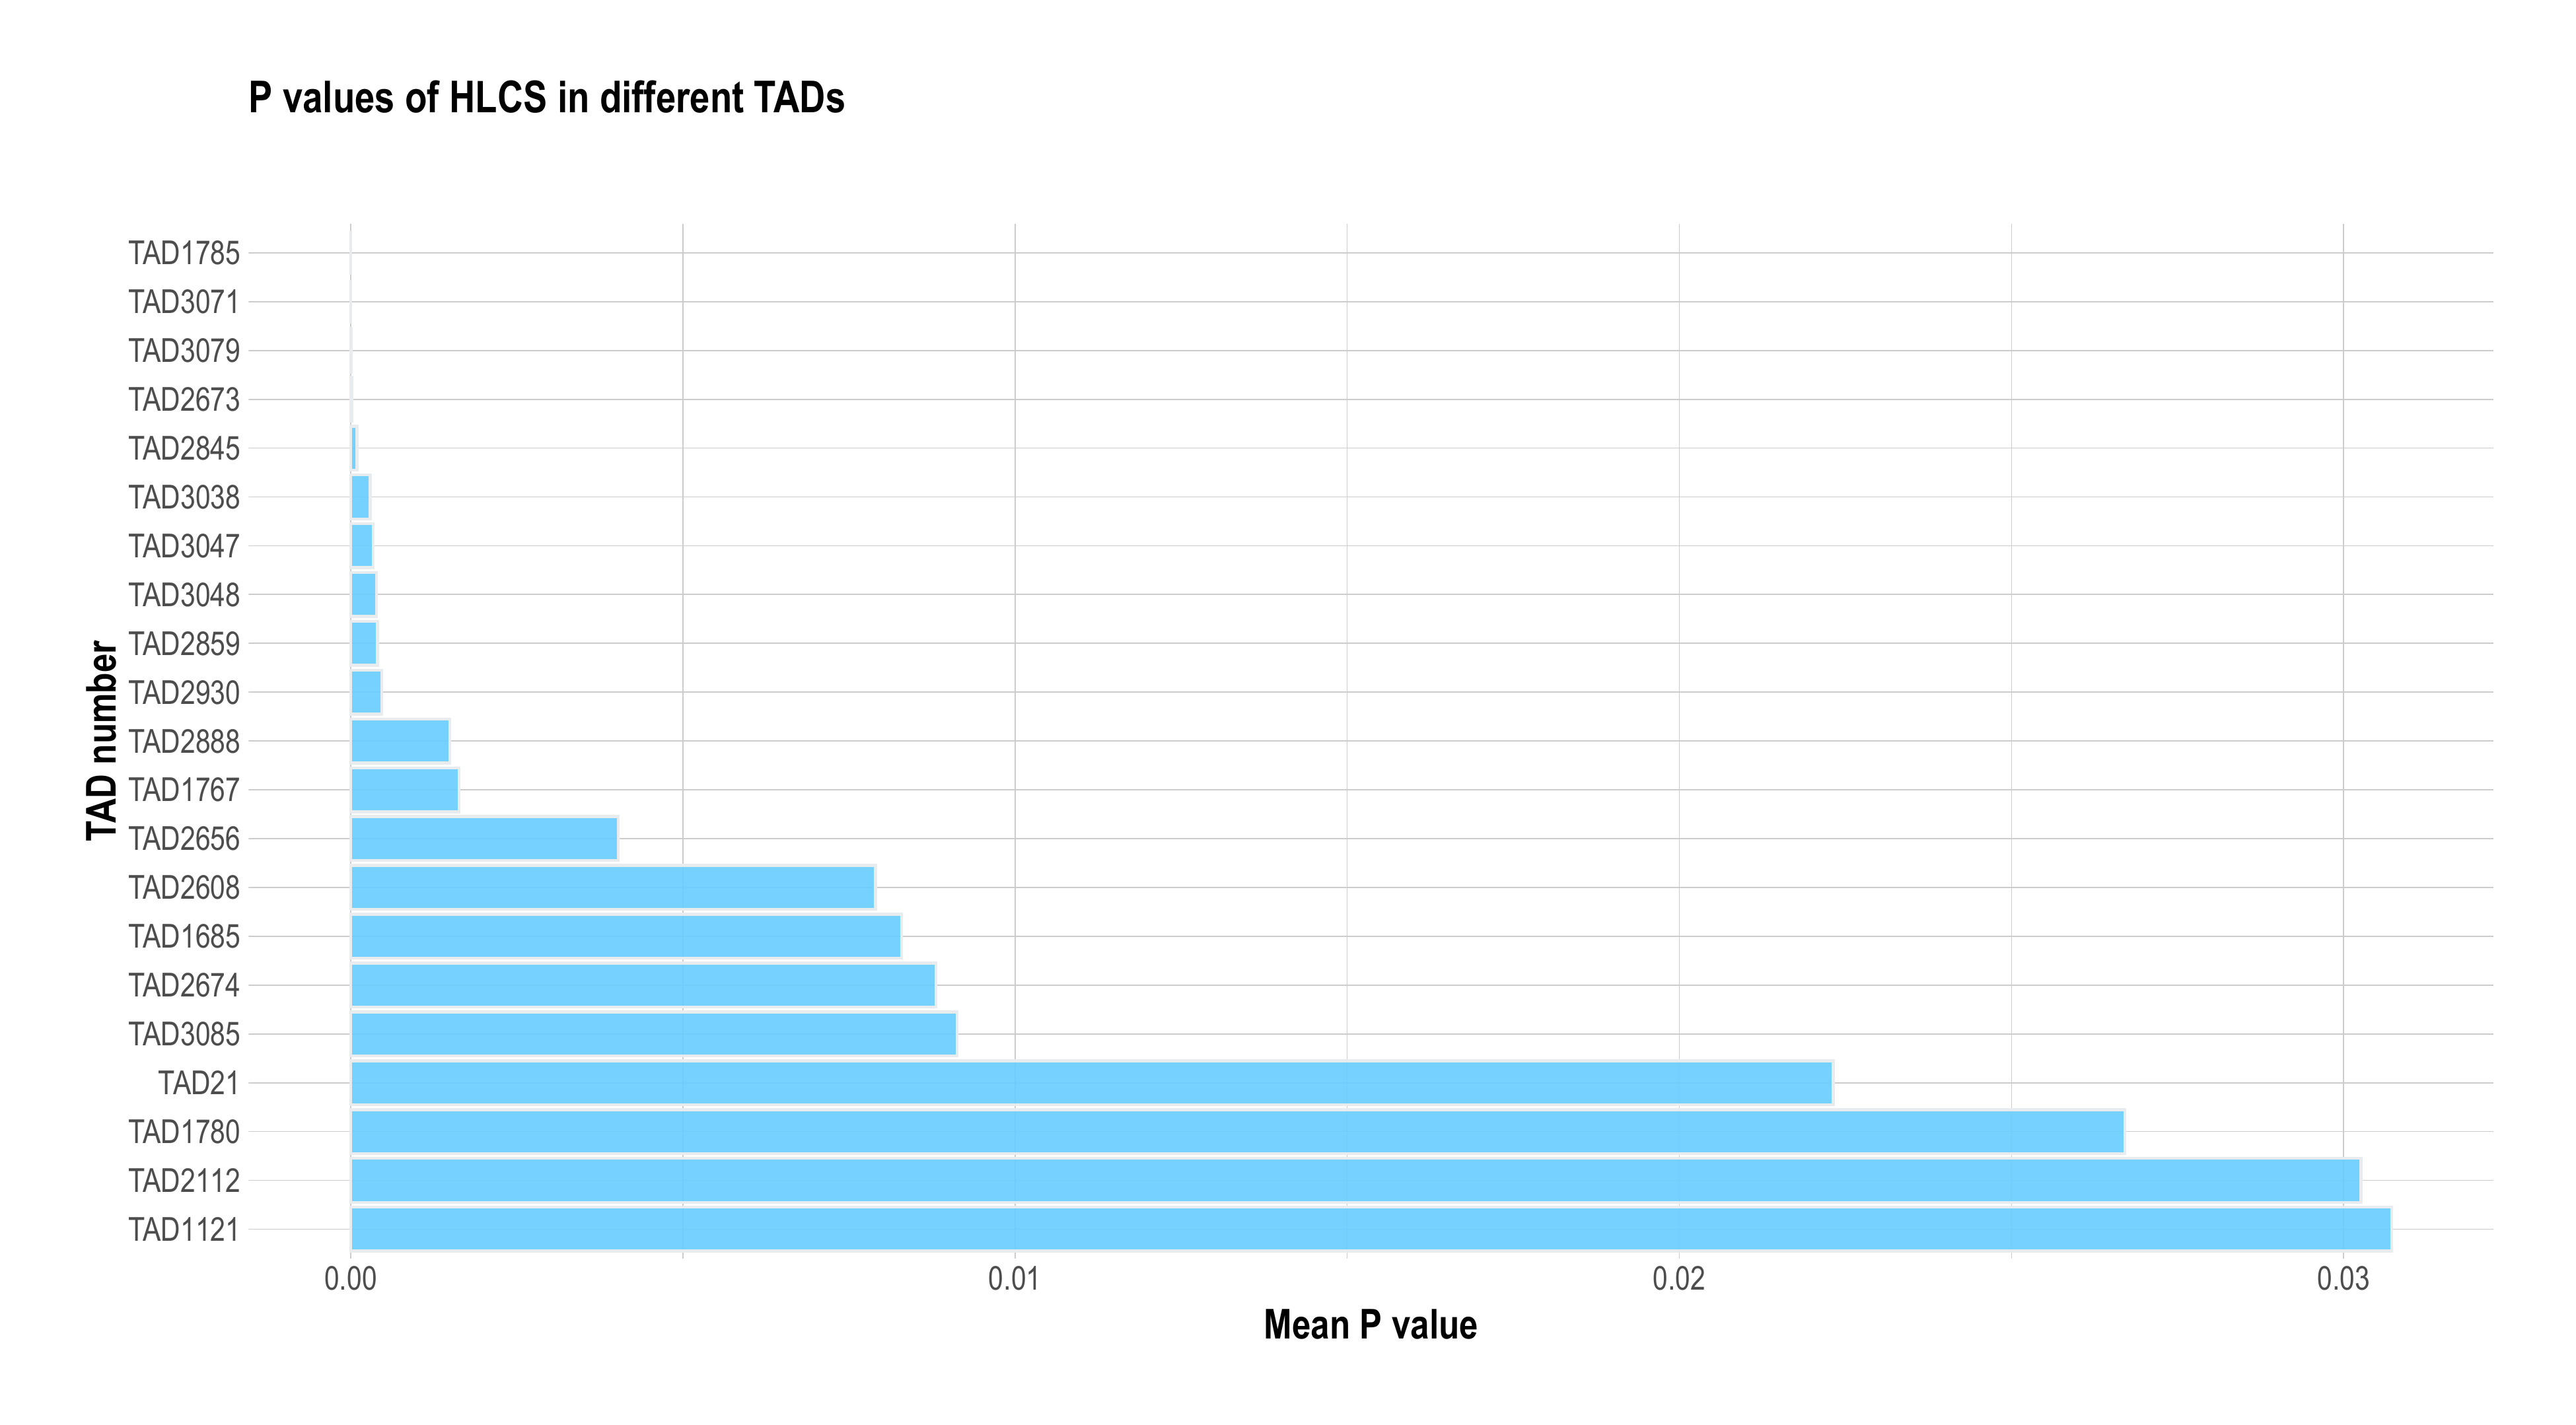 P values of HLCS in different TADs
TAD number
TAD1785
TAD3071
TAD3079
TAD2673
TAD2845
TAD3038
TAD3047
TAD3048
TAD2859
TAD2930
TAD2888
TAD1767
TAD2656
TAD2608
TAD1685
TAD2674
TAD3085
TAD21
TAD1780
TAD2112
TAD1121
0.00 0.01 0.02 0.03
Mean P value